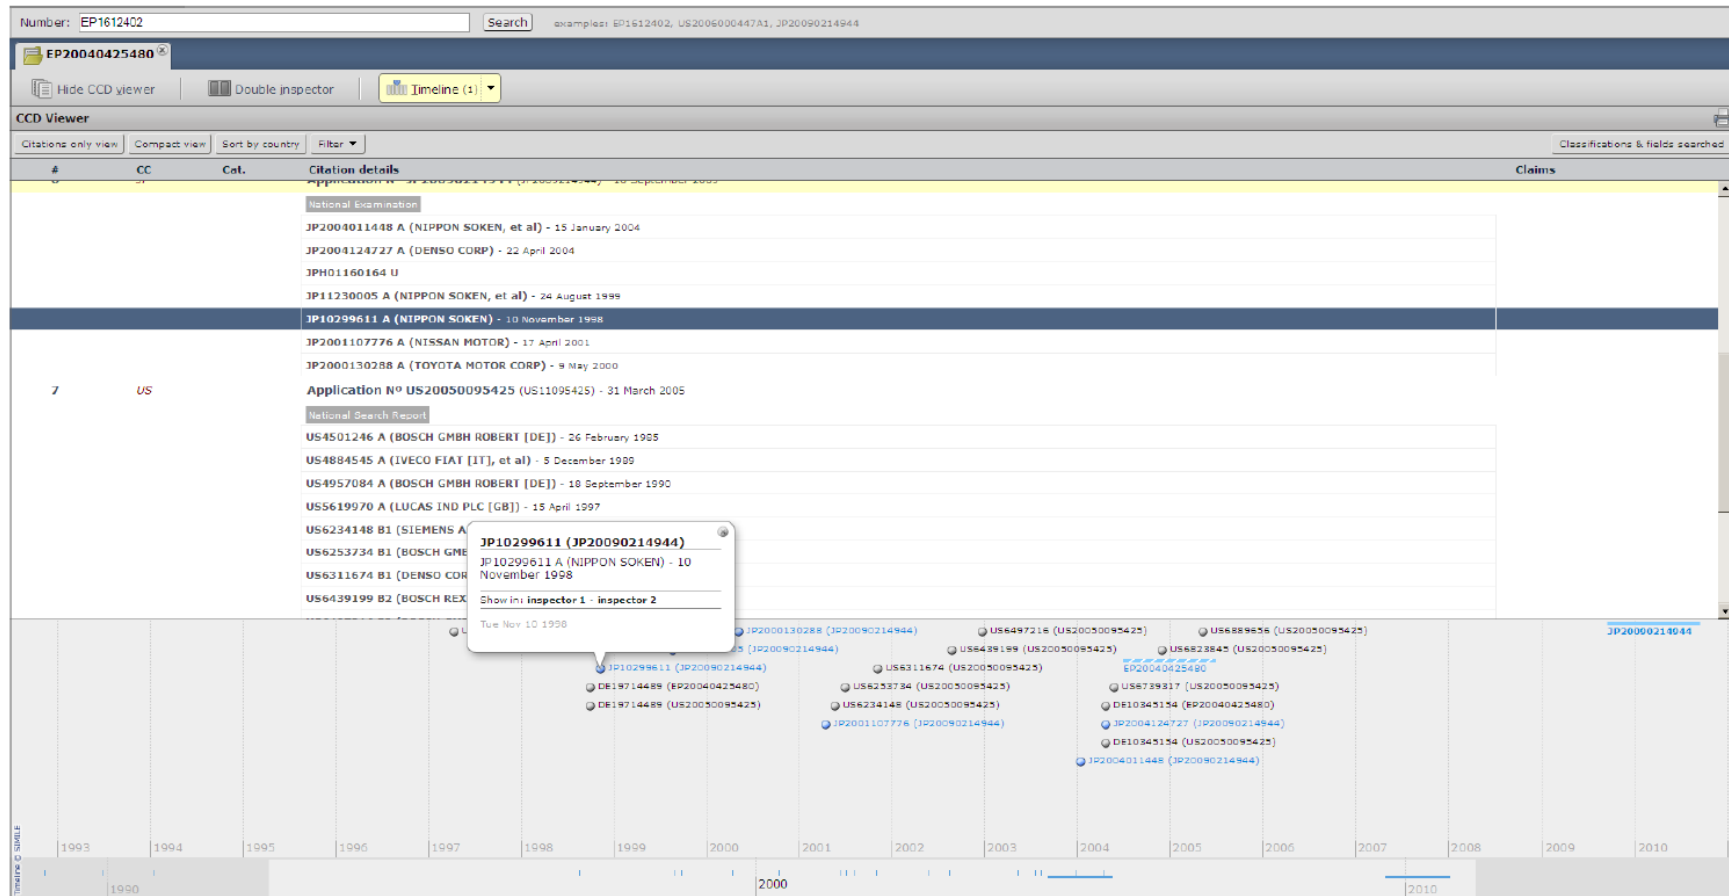 Number: EP1612402 Search examples: EP1612402, US2006000447A1, JP20090214944
EP20040425480
Hide CCD viewer Double inspector Timeline (1)
CCD Viewer
Citations only view Compact view Sort by country Filter Classifications & fields searched
# CC Cat. Citation details Claims
National Examination
JP2004011448 A (NIPPON SOKEN, et al) - 15 January 2004
JP2004124727 A (DENSO CORP) - 22 April 2004
JPH01160164 U
JP11230005 A (NIPPON SOKEN, et al) - 24 August 1999
JP10299611 A (NIPPON SOKEN) - 10 November 1998
JP2001107776 A (NISSAN MOTOR) - 17 April 2001
JP2000130288 A (TOYOTA MOTOR CORP) - 9 May 2000
7 US Application Nº US20050095425 (US11095425) - 31 March 2005
National Search Report
US4501246 A (BOSCH GMBH ROBERT [DE]) - 26 February 1985
US4884545 A (IVECO FIAT [IT], et al) - 5 December 1989
US4957084 A (BOSCH GMBH ROBERT [DE]) - 18 September 1990
US5619970 A (LUCAS IND PLC [GB]) - 15 April 1997
US6234148 B1 (SIEMENS A
US6253734 B1 (BOSCH GMB
US6311674 B1 (DENSO COR
US6439199 B2 (BOSCH REX
JP10299611 (JP20090214944)
JP10299611 A (NIPPON SOKEN) - 10
November 1998
Show in: inspector 1 - inspector 2
Tue Nov 10 1998
JP2000130288 (JP20090214944) US6497216 (US20050095425) US6889656 (US20050095425) JP20090214944
(JP20090214944) US6439199 (US20050095425) US6823845 (US20050095425)
JP10299611 (JP20090214944) US6311674 (US20050095425) EP20040425480
DE19714489 (EP20040425480) US6253734 (US20050095425) US6739317 (US20050095425)
DE19714489 (US20050095425) US6234148 (US20050095425) DE10345154 (EP20040425480)
JP2001107776 (JP20090214944) JP2004124727 (JP20090214944)
DE10345154 (US20050095425)
JP2004011448 (JP20090214944)
Timeline © SIMILE
1993 1994 1995 1996 1997 1998 1999 2000 2001 2002 2003 2004 2005 2006 2007 2008 2009 2010
1990 2000 2010